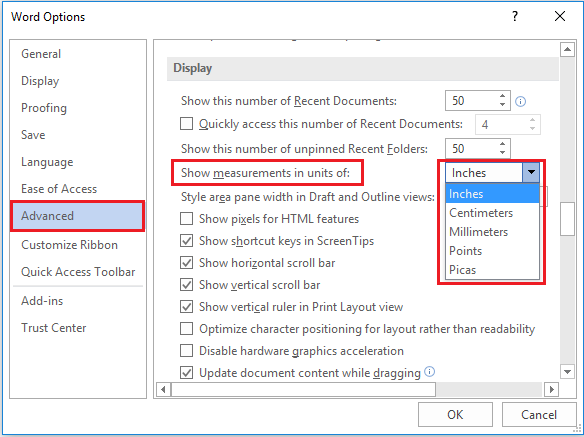 Word Options
?
General
Display
Proofing
Save
Language
Ease of Access
Advanced
Customize Ribbon
Quick Access Toolbar
Add-ins
Trust Center
Display
Show this number of Recent Documents: 50
Quickly access this number of Recent Documents: 4
Show this number of unpinned Recent Folders: 50
Show measurements in units of: Inches
Inches
Centimeters
Millimeters
Points
Picas
Style area pane width in Draft and Outline views:
Show pixels for HTML features
Show shortcut keys in ScreenTips
Show horizontal scroll bar
Show vertical scroll bar
Show vertical ruler in Print Layout view
Optimize character positioning for layout rather than readability
Disable hardware graphics acceleration
Update document content while dragging
OK Cancel